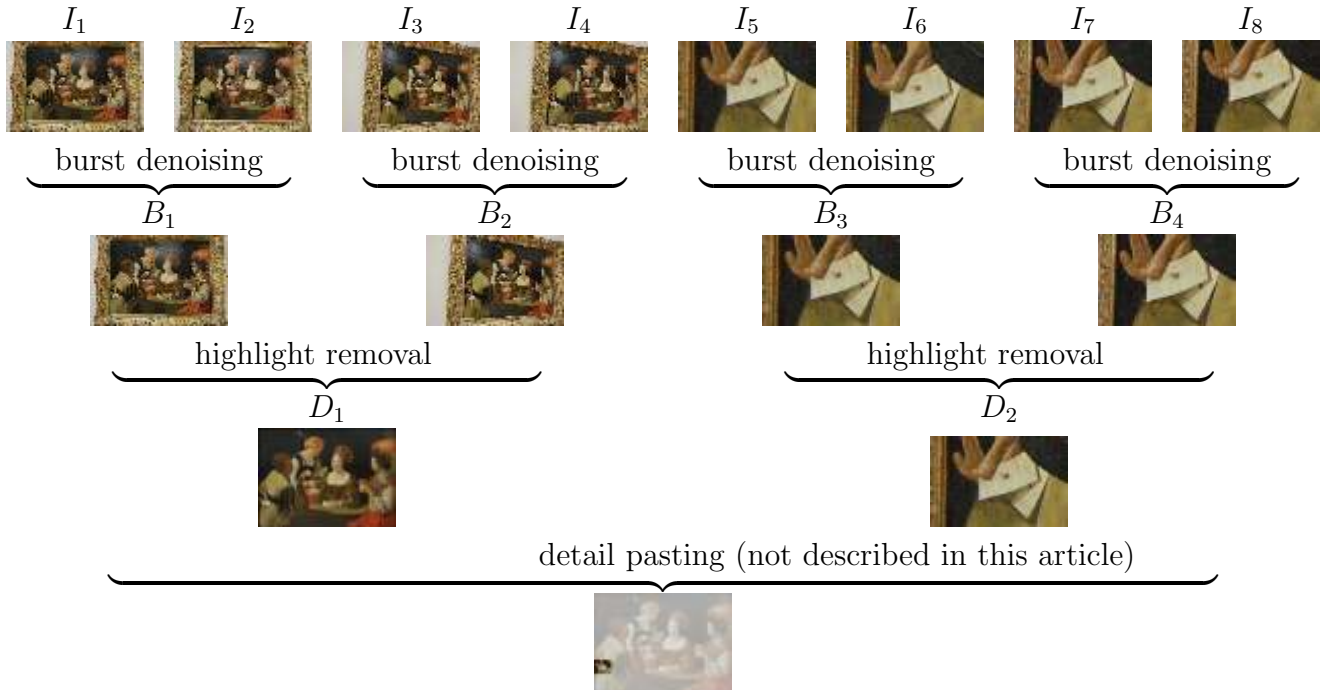 I₁ I₂ I₃ I₄ I₅ I₆ I₇ I₈
burst denoising burst denoising burst denoising burst denoising
B₁ B₂ B₃ B₄
highlight removal highlight removal
D₁ D₂
detail pasting (not described in this article)